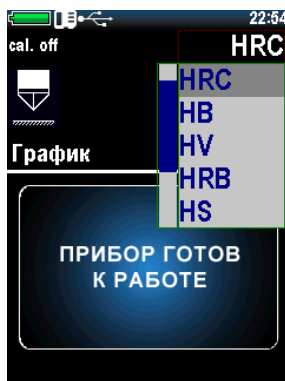 22:54
cal. off
HRC
HRC
HB
HV
HRB
HS
График
ПРИБОР ГОТОВ
К РАБОТЕ